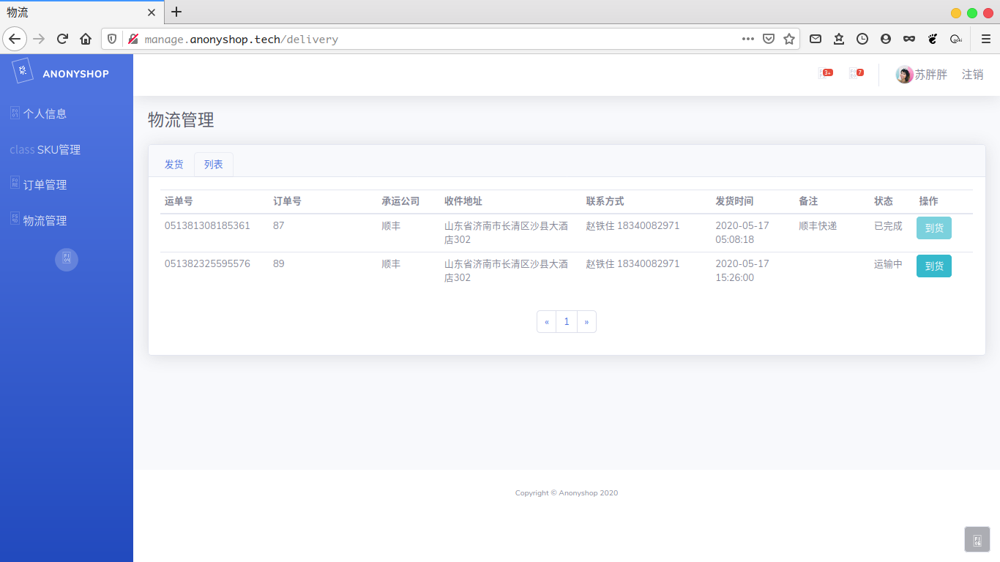 物流
manage.anonyshop.tech/delivery
ANONYSHOP
3+
7
苏胖胖
注销
个人信息
class SKU管理
订单管理
物流管理
物流管理
发货
列表
运单号 订单号 承运公司 收件地址 联系方式 发货时间 备注 状态 操作
051381308185361 87 顺丰 山东省济南市长清区沙县大酒 赵铁住 18340082971 2020-05-17 顺丰快递 已完成 到货
店302 05:08:18
051382325595576 89 顺丰 山东省济南市长清区沙县大酒 赵铁住 18340082971 2020-05-17 运输中 到货
店302 15:26:00
« 1 »
Copyright © Anonyshop 2020